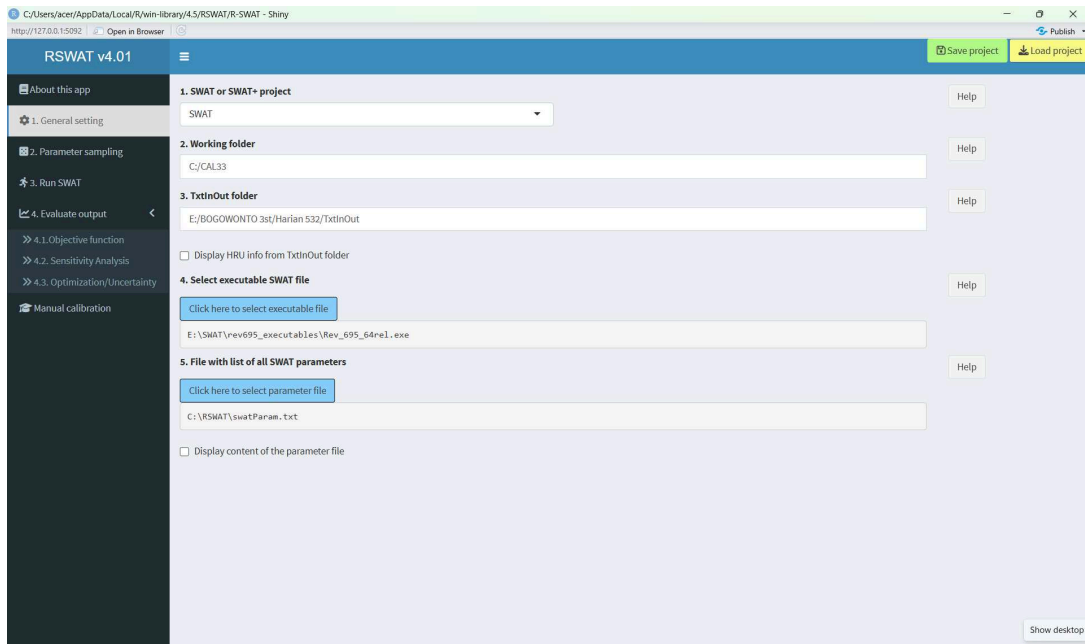 C:/Users/acer/AppData/Local/R/win-library/4.5/RSWAT/R-SWAT - Shiny
http://127.0.0.1:5092 Open in Browser Publish
RSWAT v4.01 Save project Load project
About this app
1. General setting
2. Parameter sampling
3. Run SWAT
4. Evaluate output
4.1.Objective function
4.2. Sensitivity Analysis
4.3. Optimization/Uncertainty
Manual calibration
1. SWAT or SWAT+ project Help
SWAT
2. Working folder Help
C:/CAL33
3. TxtInOut folder Help
E:/BOGOWONTO 3st/Harian 532/TxtInOut
Display HRU info from TxtInOut folder
4. Select executable SWAT file Help
Click here to select executable file
E:\SWAT\rev695_executables\Rev_695_64rel.exe
5. File with list of all SWAT parameters Help
Click here to select parameter file
C:\RSWAT\swatParam.txt
Display content of the parameter file
Show desktop